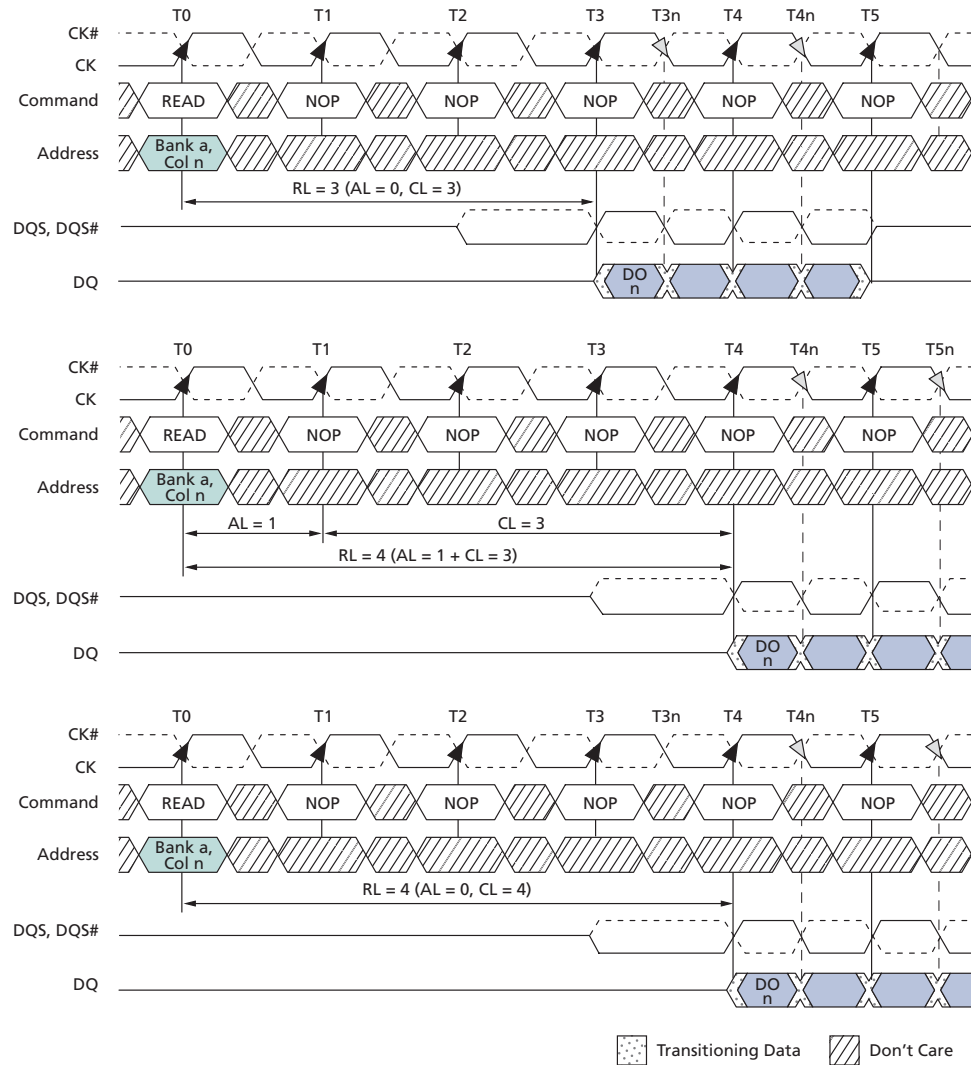 T0 T1 T2 T3 T3n T4 T4n T5
CK#
CK
Command READ NOP NOP NOP NOP NOP
Address Bank a,
Col n
RL = 3 (AL = 0, CL = 3)
DQS, DQS#
DQ DO
n
T0 T1 T2 T3 T4 T4n T5 T5n
CK#
CK
Command READ NOP NOP NOP NOP NOP
Address Bank a,
Col n
AL = 1 CL = 3
RL = 4 (AL = 1 + CL = 3)
DQS, DQS#
DQ DO
n
T0 T1 T2 T3 T3n T4 T4n T5
CK#
CK
Command READ NOP NOP NOP NOP NOP
Address Bank a,
Col n
RL = 4 (AL = 0, CL = 4)
DQS, DQS#
DQ DO
n
Transitioning Data Don't Care